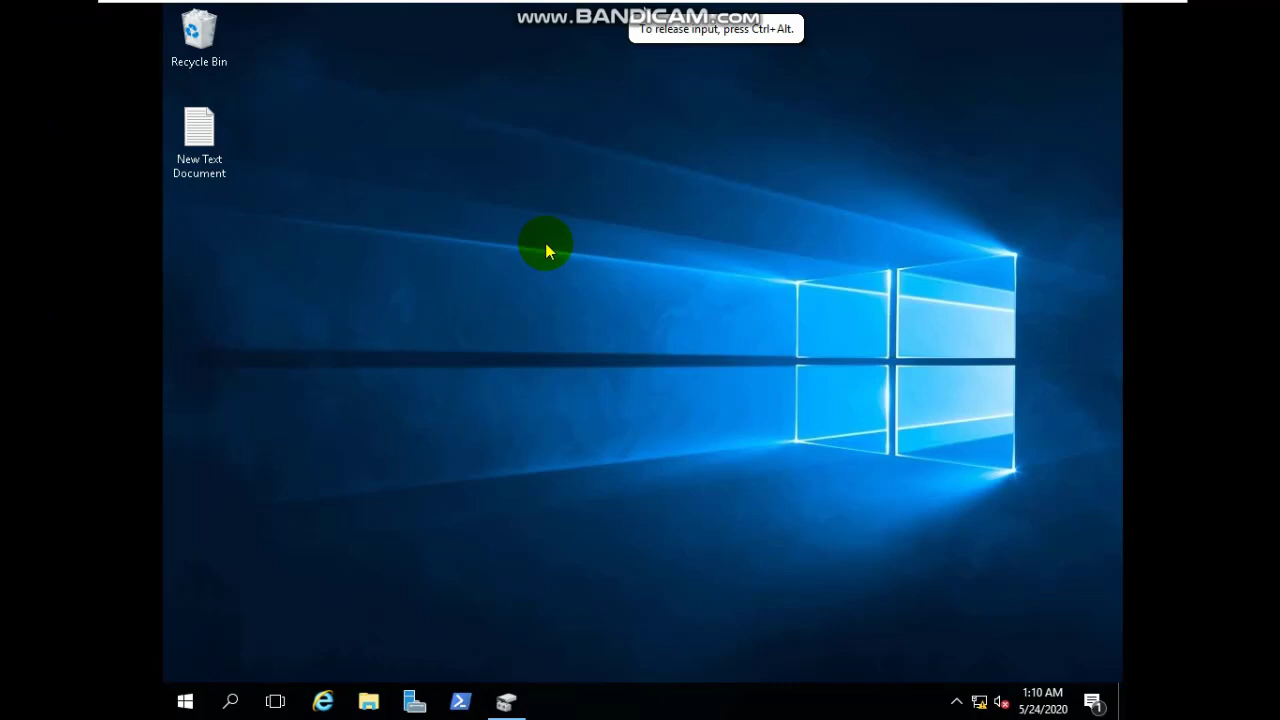 www.BANDICAM.com
To release input, press Ctrl+Alt.
Recycle Bin
New Text
Document
1:10 AM
5/24/2020
1